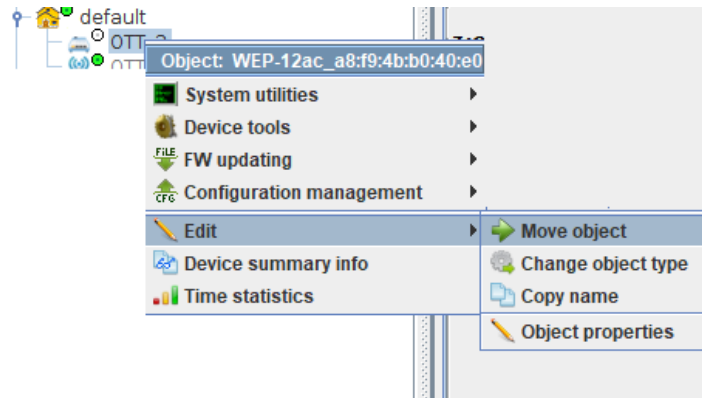 default
OTT
OTT
Object: WEP-12ac_a8:f9:4b:b0:40:e0
System utilities
Device tools
FILE FW updating
CFG Configuration management
Edit
Device summary info
Time statistics
Move object
Change object type
Copy name
Object properties